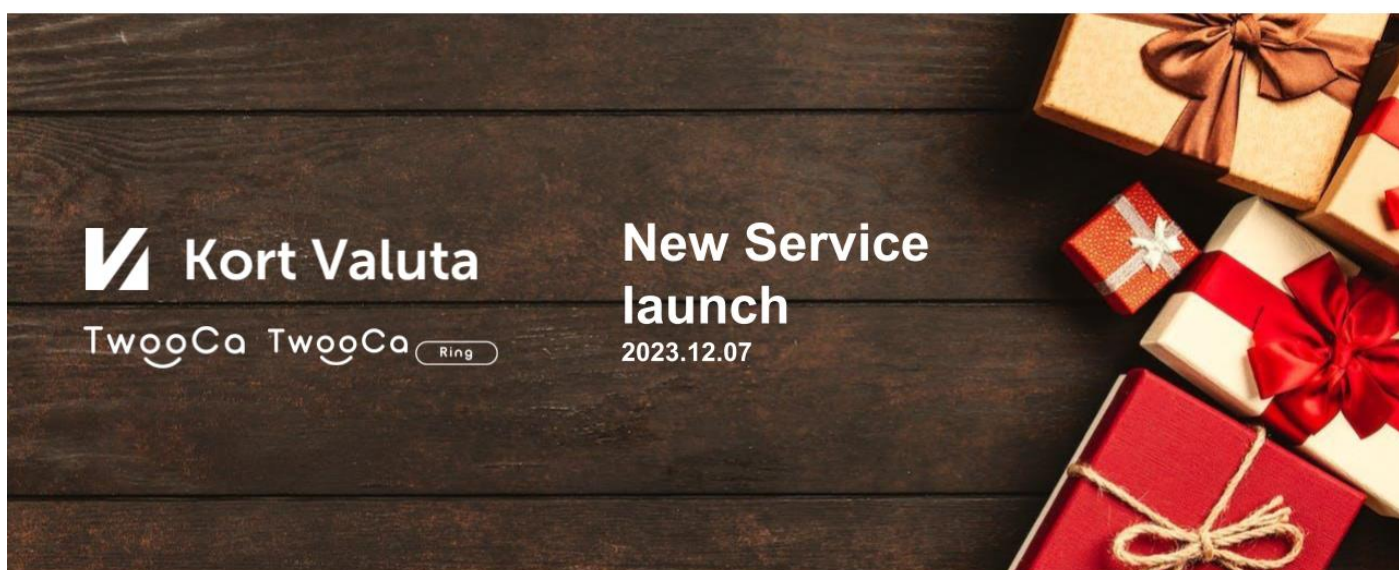 Kort Valuta
TwooCa TwooCa Ring
New Service
launch
2023.12.07